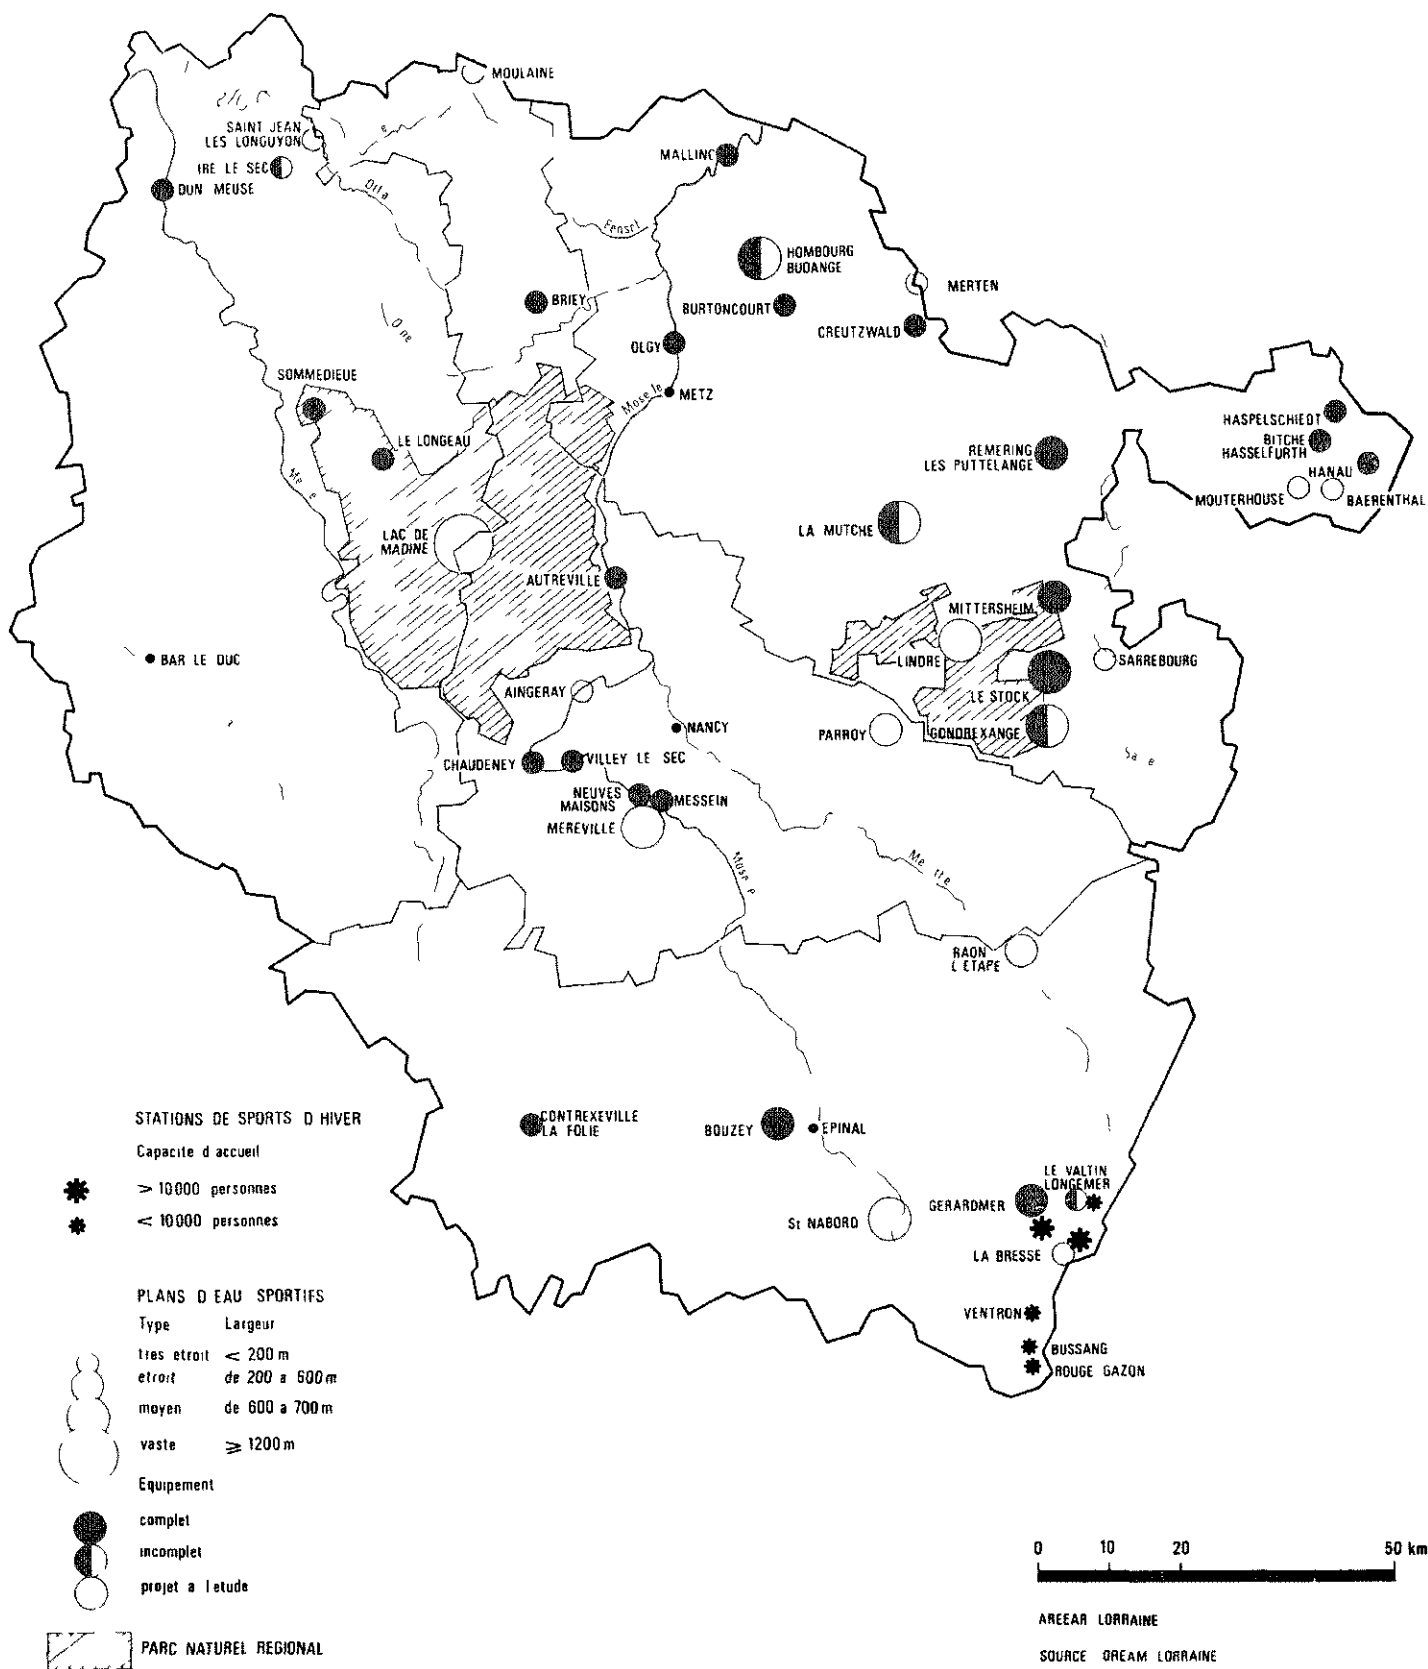 MOULAINE
SAINT JEAN
LES LONGUYON
IRE LE SEC
DUN MEUSE
MALLING
Orta
Fensch
HOMBOURG
BUDANGE
MERTEN
BRIEY
BURTONCOURT
CREUTZWALD
OLGY
Orne
SOMMEDIEUE
Moselle
METZ
LE LONGEAU
HASPELSCHIEDT
BITCHE
HASSELFURTH
HANAU
MOUTERHOUSE
BAERENTHAL
REMERING
LES PUTTELANGE
LA MUTCHE
LAC DE
MADINE
AUTREVILLE
MITTERSHEIM
LINDRE
SARREBOURG
BAR LE DUC
LE STOCK
AINGERAY
NANCY
PARROY
GONDREXANGE
CHAUDENEY
VILLEY LE SEC
NEUVES
MAISONS
MESSEIN
MEREVILLE
RAON
L ETAPE
STATIONS DE SPORTS D HIVER
Capacite d accueil
> 10000 personnes
< 10000 personnes
CONTREXEVILLE
LA FOLIE
BOUZEY
EPINAL
LE VALTIN
LONGEMER
GERARDMER
St NABORD
LA BRESSE
VENTRON
BUSSANG
ROUGE GAZON
PLANS D EAU SPORTIFS
Type Largeur
tres etroit < 200 m
etroit de 200 a 600 m
moyen de 600 a 700 m
vaste ⩾ 1200 m
Equipement
complet
incomplet
projet a l etude
PARC NATUREL REGIONAL
0 10 20 50 km
AREEAR LORRAINE
SOURCE OREAM LORRAINE